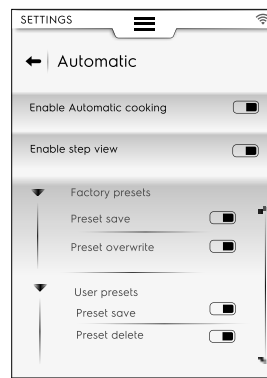 SETTINGS
Automatic
Enable Automatic cooking
Enable step view
Factory presets
Preset save
Preset overwrite
User presets
Preset save
Preset delete